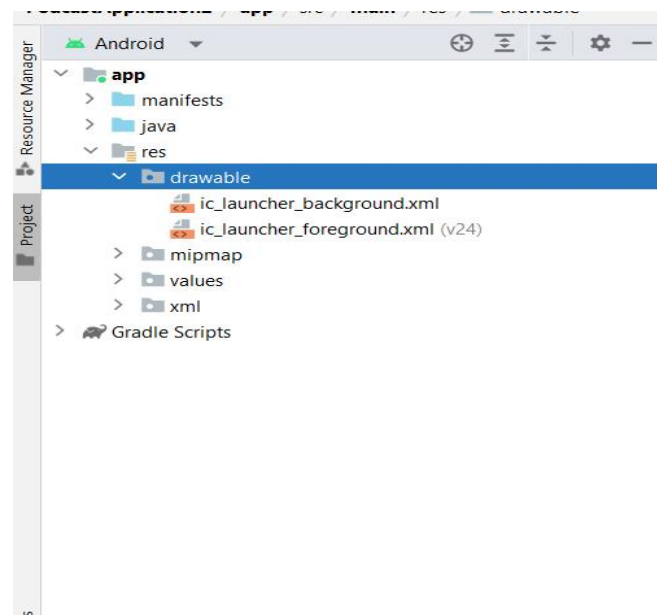 Android
Resource Manager
app
manifests
java
res
drawable
ic_launcher_background.xml
ic_launcher_foreground.xml (v24)
Project
mipmap
values
xml
Gradle Scripts